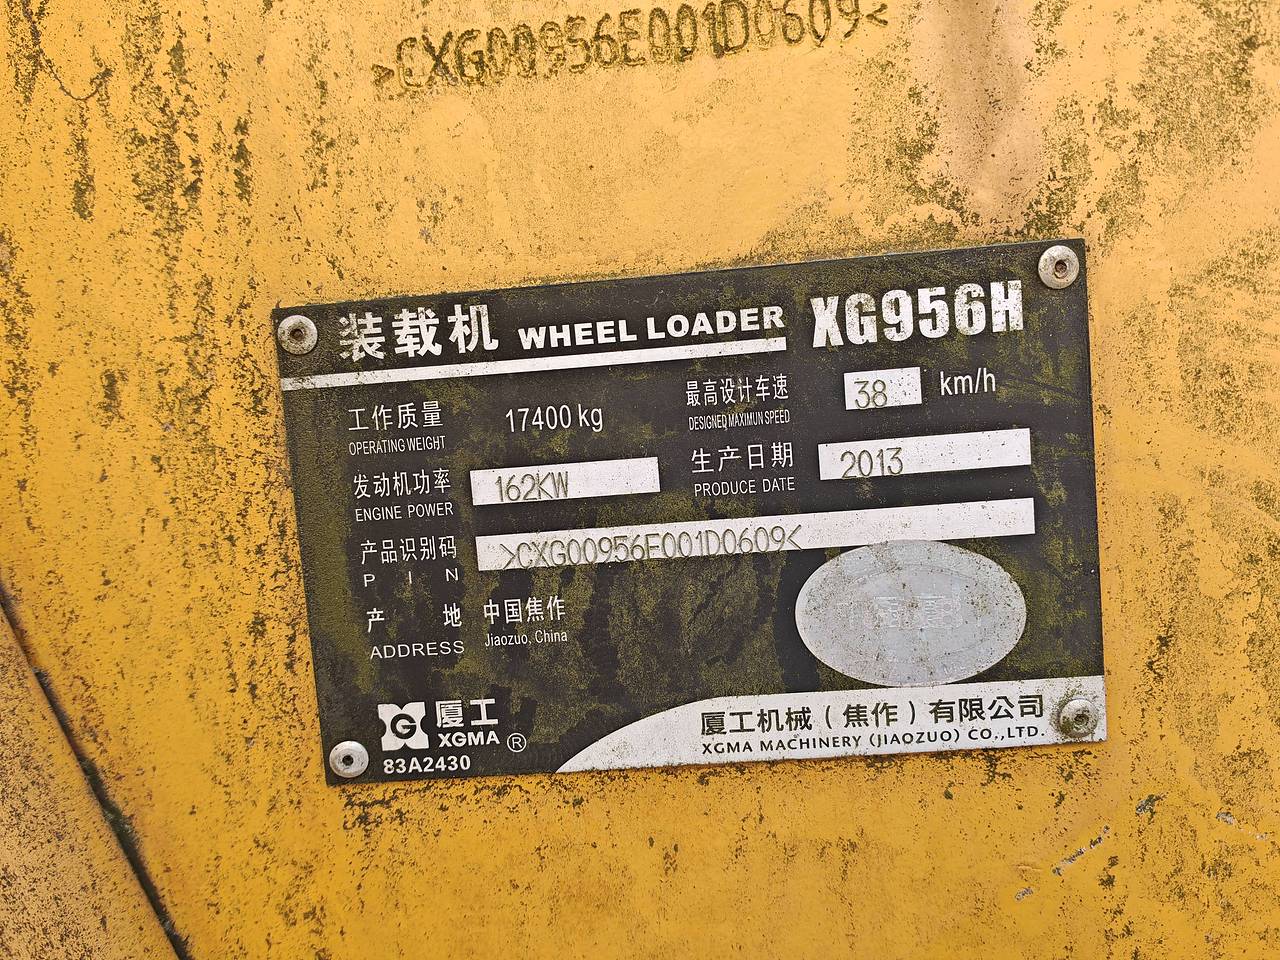 >CXG00956E001D0609<
装载机 WHEEL LOADER XG956H
工作质量 17400 kg 最高设计车速 38 km/h
OPERATING WEIGHT DESIGNED MAXIMUN SPEED
发动机功率 162KW 生产日期 2013
ENGINE POWER PRODUCE DATE
产品识别码 >CXG00956E001D0609<
PIN
产地 中国焦作
ADDRESS Jiaozuo, China
厦工
XGMA ®
83A2430
厦工机械（焦作）有限公司
XGMA MACHINERY (JIAOZUO) CO.,LTD.